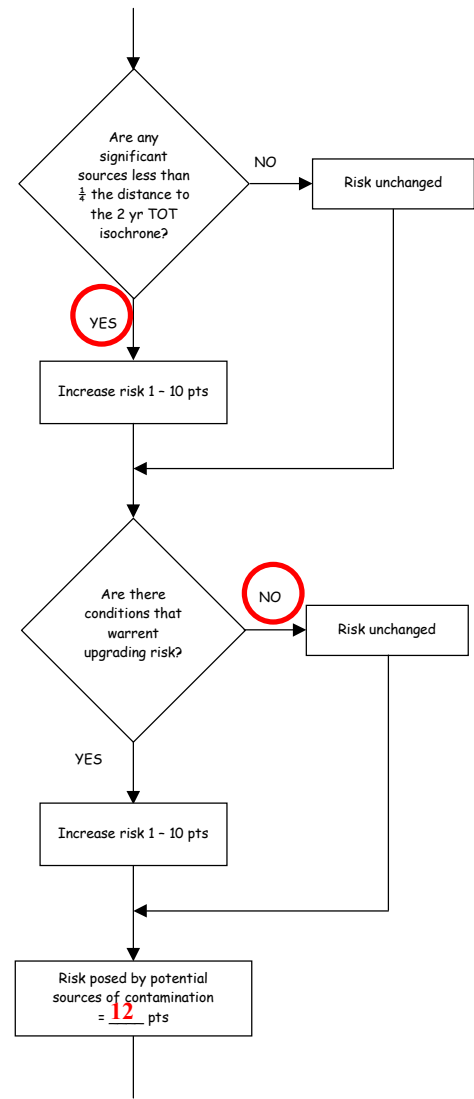 Are any
significant
sources less than
¼ the distance to
the 2 yr TOT
isochrone?
NO
Risk unchanged
YES
Increase risk 1 – 10 pts
Are there
conditions that
warrent
upgrading risk?
NO
Risk unchanged
YES
Increase risk 1 – 10 pts
Risk posed by potential
sources of contamination
= 12 pts